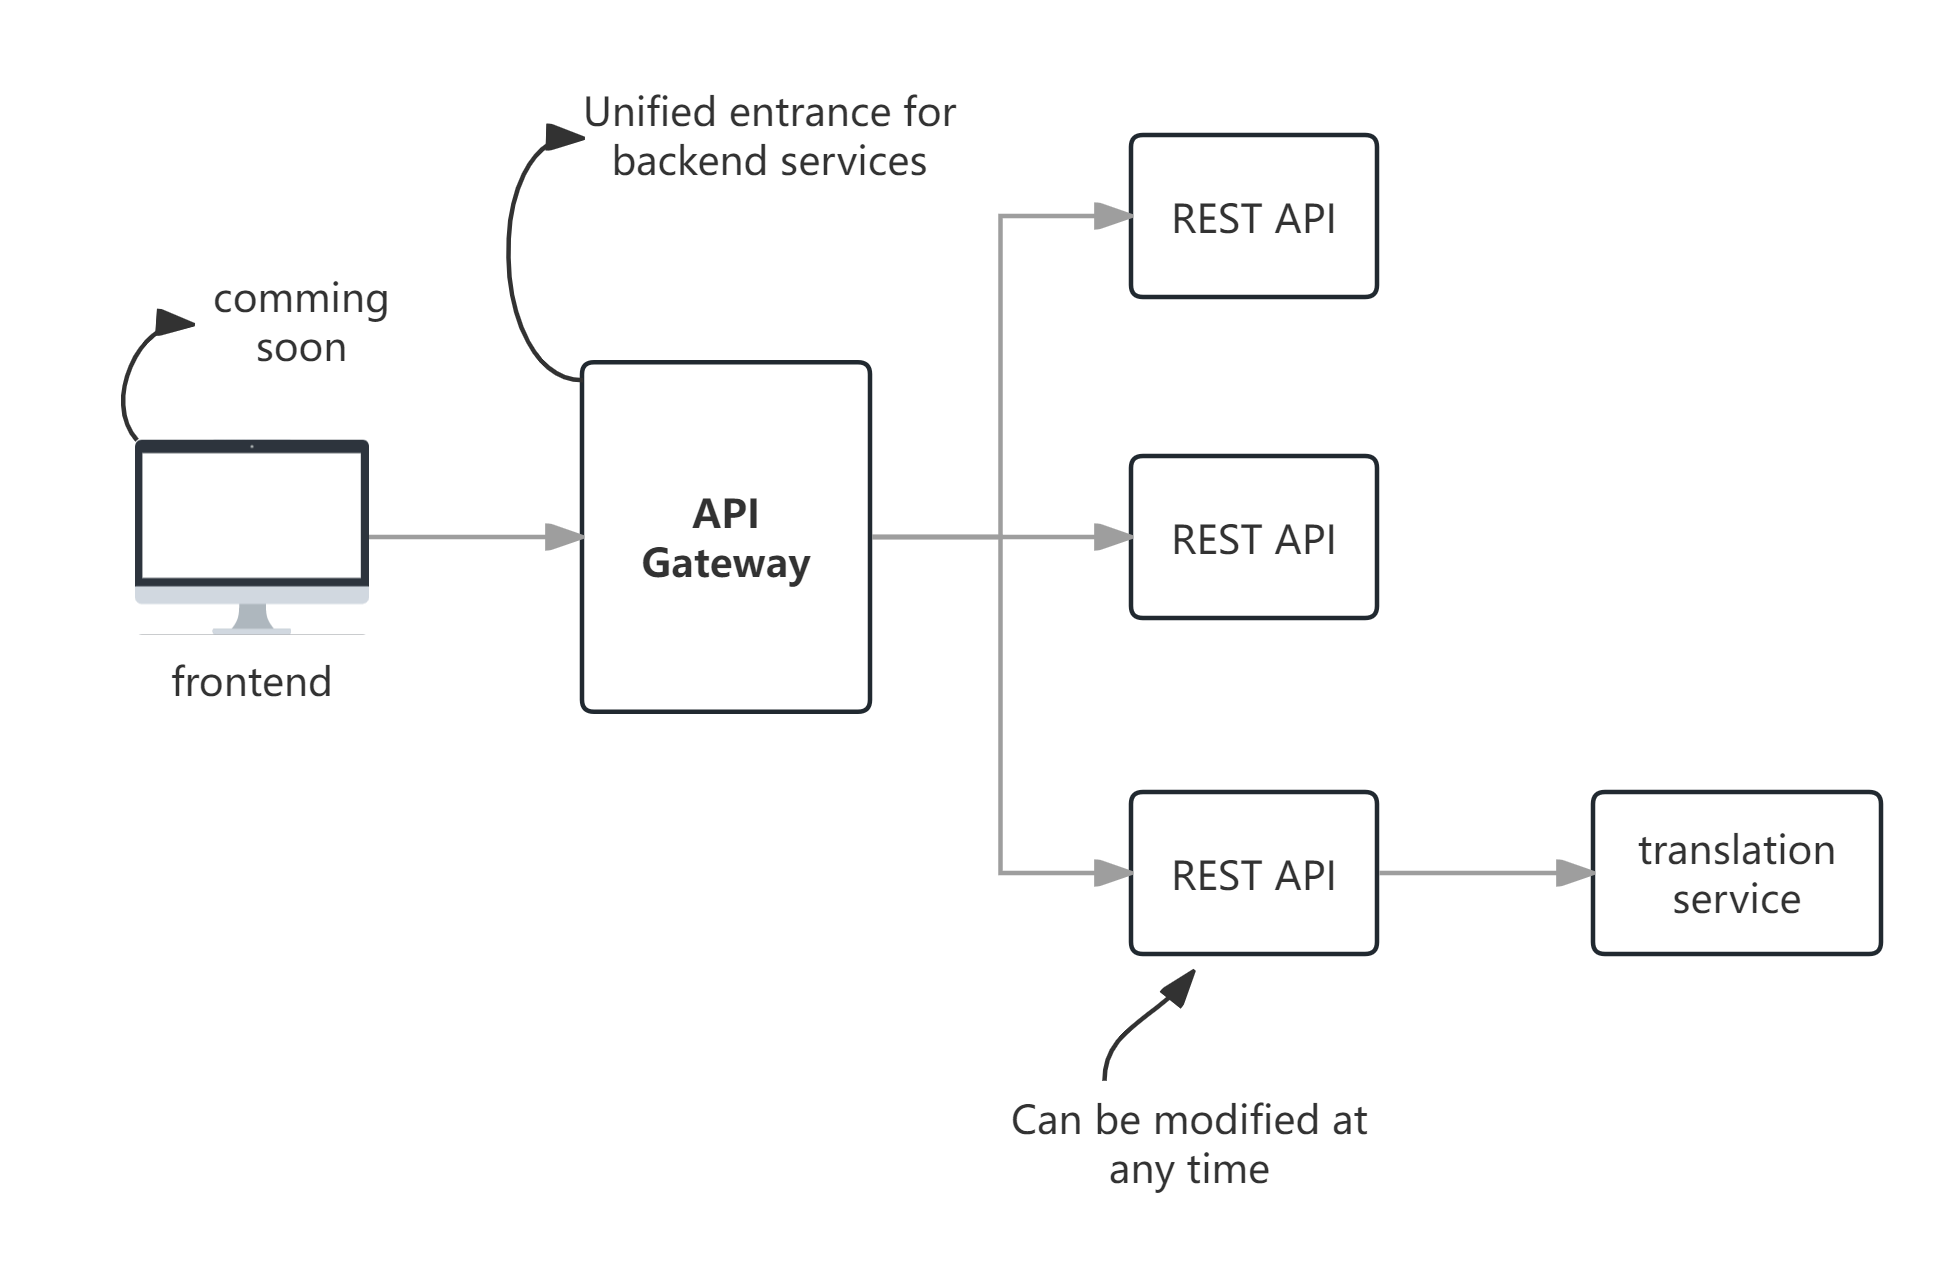 Unified entrance for
backend services
REST API
comming
soon
API
Gateway
REST API
frontend
REST API
translation
service
Can be modified at
any time